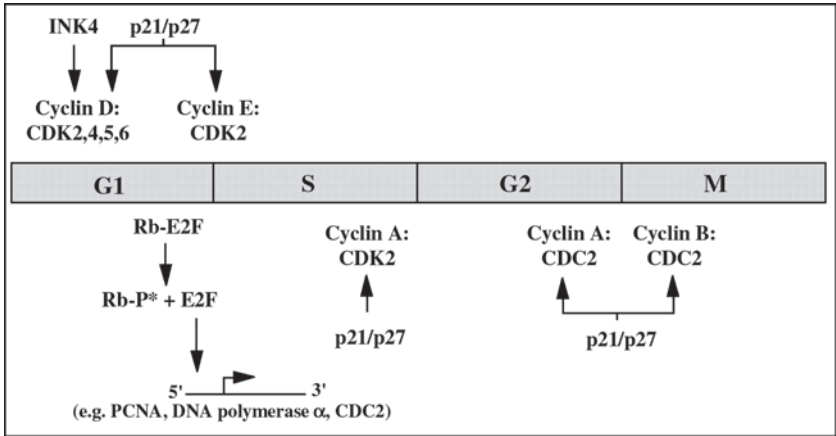 INK4 p21/p27
Cyclin D: Cyclin E:
CDK2,4,5,6 CDK2
G1 S G2 M
Rb-E2F
Cyclin A: Cyclin A: Cyclin B:
CDK2 CDC2 CDC2
Rb-P* + E2F
p21/p27 p21/p27
5' 3'
(e.g. PCNA, DNA polymerase α, CDC2)